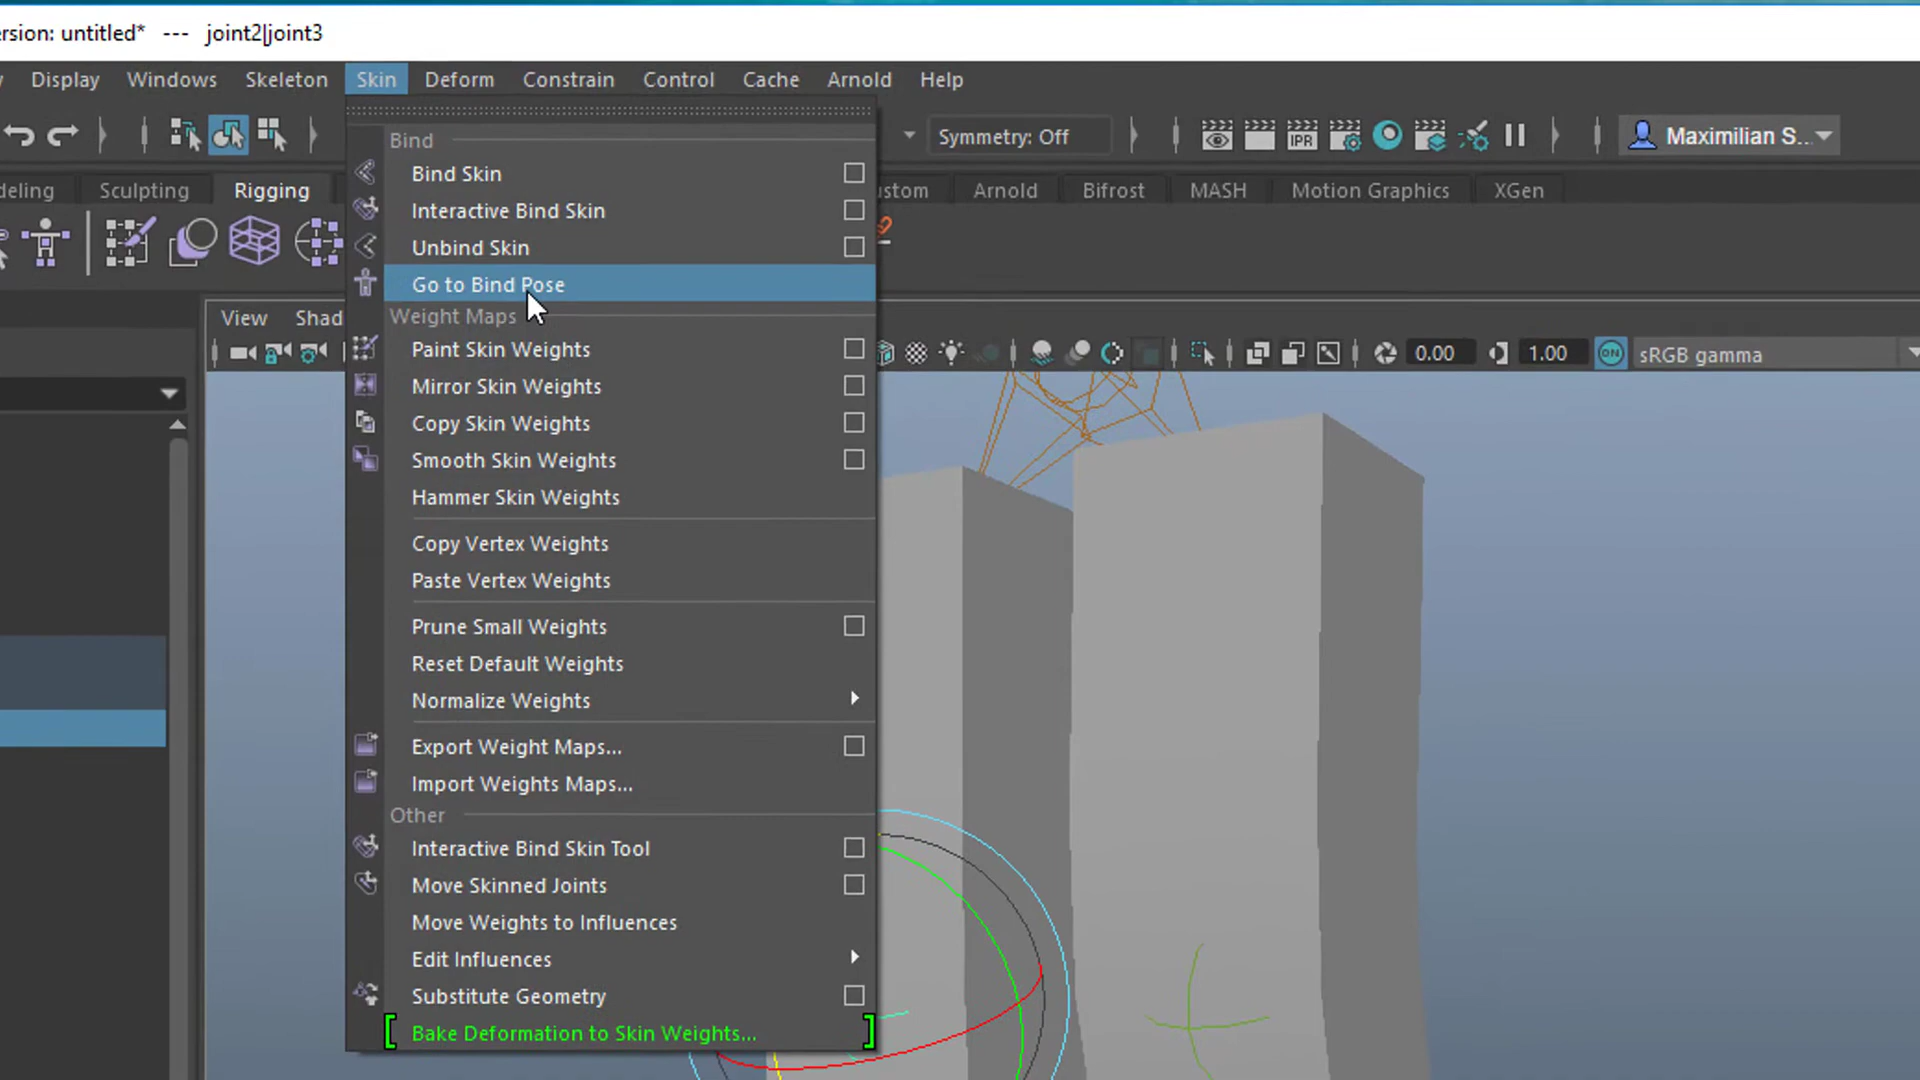 ersion: untitled* --- joint2|joint3
Display Windows Skeleton Skin Deform Constrain Control Cache Arnold Help
Symmetry: Off
IPR
Maximilian S...
eling Sculpting Rigging ustom Arnold Bifrost MASH Motion Graphics XGen
Bind
Bind Skin
Interactive Bind Skin
Unbind Skin
Go to Bind Pose
Weight Maps
Paint Skin Weights
Mirror Skin Weights
Copy Skin Weights
Smooth Skin Weights
Hammer Skin Weights
Copy Vertex Weights
Paste Vertex Weights
Prune Small Weights
Reset Default Weights
Normalize Weights
Export Weight Maps...
Import Weights Maps...
Other
Interactive Bind Skin Tool
Move Skinned Joints
Move Weights to Influences
Edit Influences
Substitute Geometry
Bake Deformation to Skin Weights...
View Shad
0.00 1.00 ON sRGB gamma